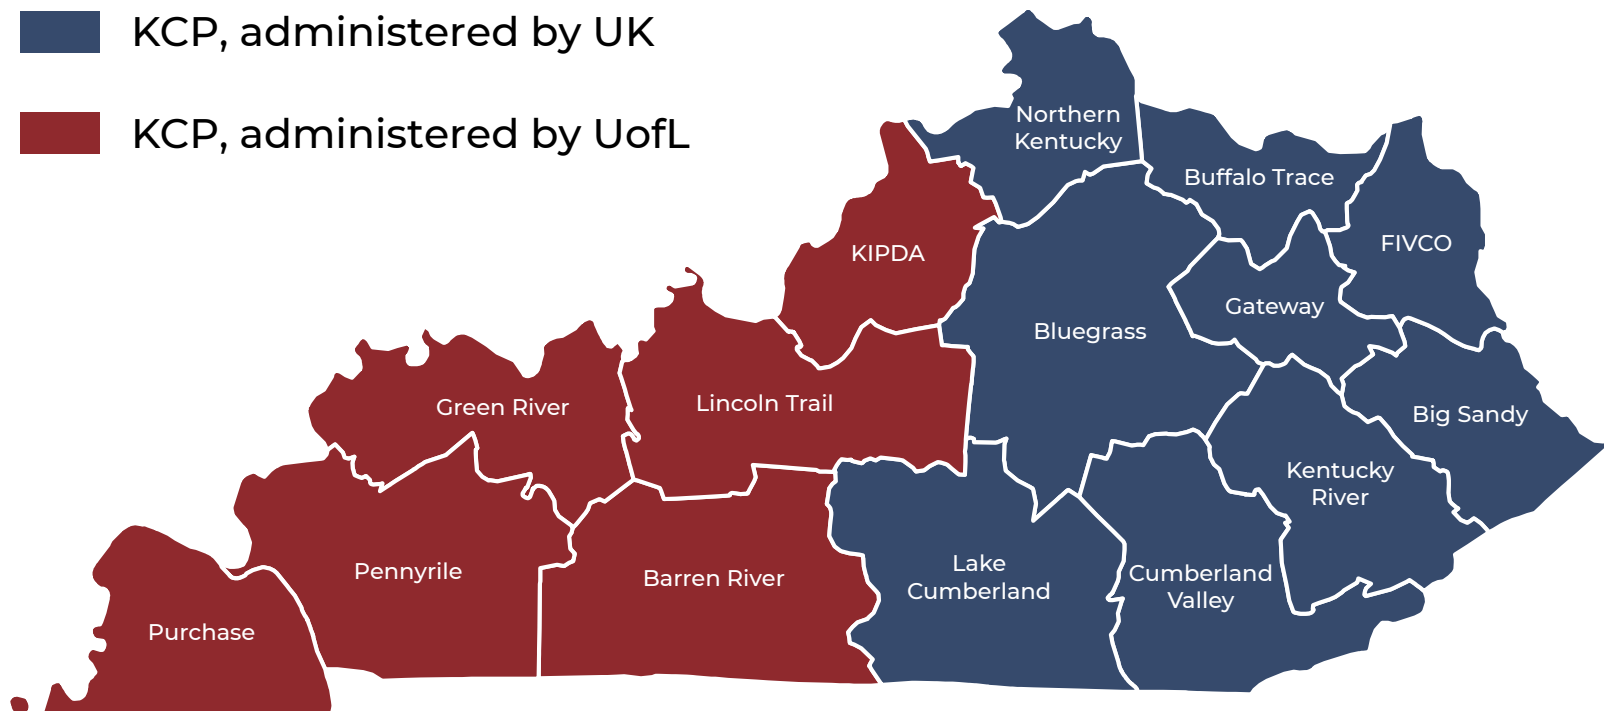 KCP, administered by UK
KCP, administered by UofL
Northern
Kentucky
Buffalo Trace
FIVCO
KIPDA
Gateway
Bluegrass
Lincoln Trail
Green River
Big Sandy
Kentucky
River
Lake
Cumberland
Cumberland
Valley
Barren River
Pennyrile
Purchase